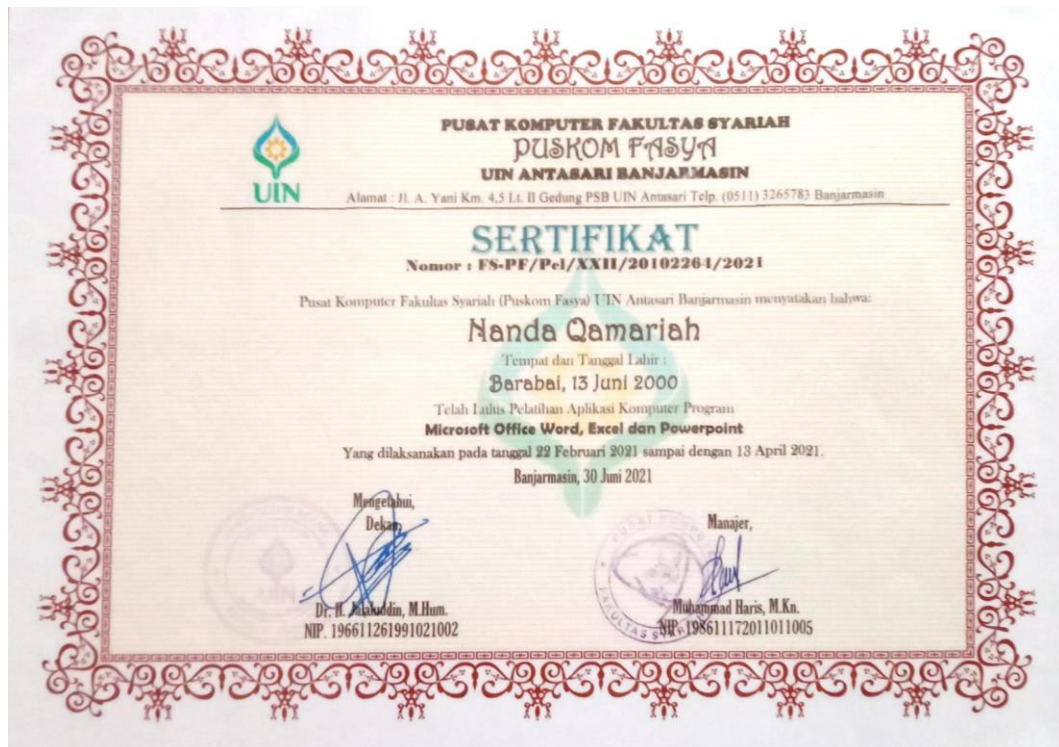 PUSAT KOMPUTER FAKULTAS SYARIAH
PUSKOM FASYA
UIN ANTASARI BANJARMASIN
UIN
Alamat : Jl. A. Yani Km. 4,5 Lt. II Gedung PSB UIN Antasari Telp. (0511) 3265783 Banjarmasin
SERTIFIKAT
Nomor : FS-PF/Pel/XXII/20102264/2021
Pusat Komputer Fakultas Syariah (Puskom Fasya) UIN Antasari Banjarmasin menyatakan bahwa:
Nanda Qamariah
Tempat dan Tanggal Lahir :
Barabai, 13 Juni 2000
Telah Lulus Pelatihan Aplikasi Komputer Program
Microsoft Office Word, Excel dan Powerpoint
Yang dilaksanakan pada tanggal 22 Februari 2021 sampai dengan 13 April 2021.
Banjarmasin, 30 Juni 2021
Mengetahui,
Dekan,
Dr. H. Jalaluddin, M.Hum.
NIP. 196611261991021002
UIN
Manajer,
Muhammad Haris, M.Kn.
NIP. 198611172011011005
PUSAT
FAKULTAS